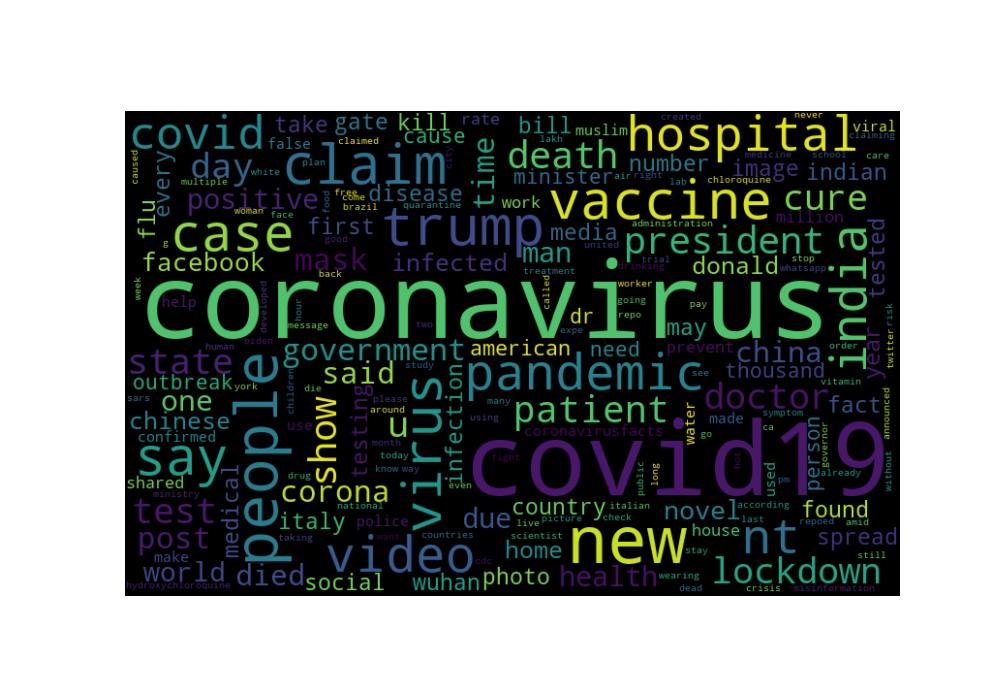 covid
take
gate
kill
rate
bill
muslim
created
never
viral
hospital
claiming
false
claimed
cause
lakh
caused
every
plan
city
claim
time
death
number
image
medicine
school
care
indian
day
white
multiple
minister
air
right
lab
chloroquine
flu
positive
woman
face
free
come
food
brazil
disease
quarantine
work
vaccine
cure
million
g
case
first
good
trump
media
united
administration
president
trial
stop
whatsapp
india
tested
facebook
mask
back
infected
man
treatment
drinking
donald
week
help
developed
hour
coronavirus
called
going
worker
repo
pay
message
two
dr
expe
may
year
risk
twitter
order
human
biden
state
government
american
need
prevent
china
outbreak
york
sars
die
children
study
said
pandemic
many
see
thousand
vitamin
one
people
show
please
around
u
virus
infection
using
patient
doctor
made
symptom
fact
chinese
confirmed
use
testing
month
today
know
way
coronavirusfacts
water
go
ca
person
governor
already
without
announced
say
shared
ministry
drug
even
fight
covid19
hot
long
public
used
pm
test
medical
corona
national
country
live
italian
novel
according
found
post
italy
police
due
picture
check
house
last
repoed
amid
spread
make
taking
want
countries
video
cdc
scientist
home
new
stay
nt
still
world
died
hydroxychloroquine
social
wuhan
photo
health
wearing
dead
lockdown
crisis
misinformation